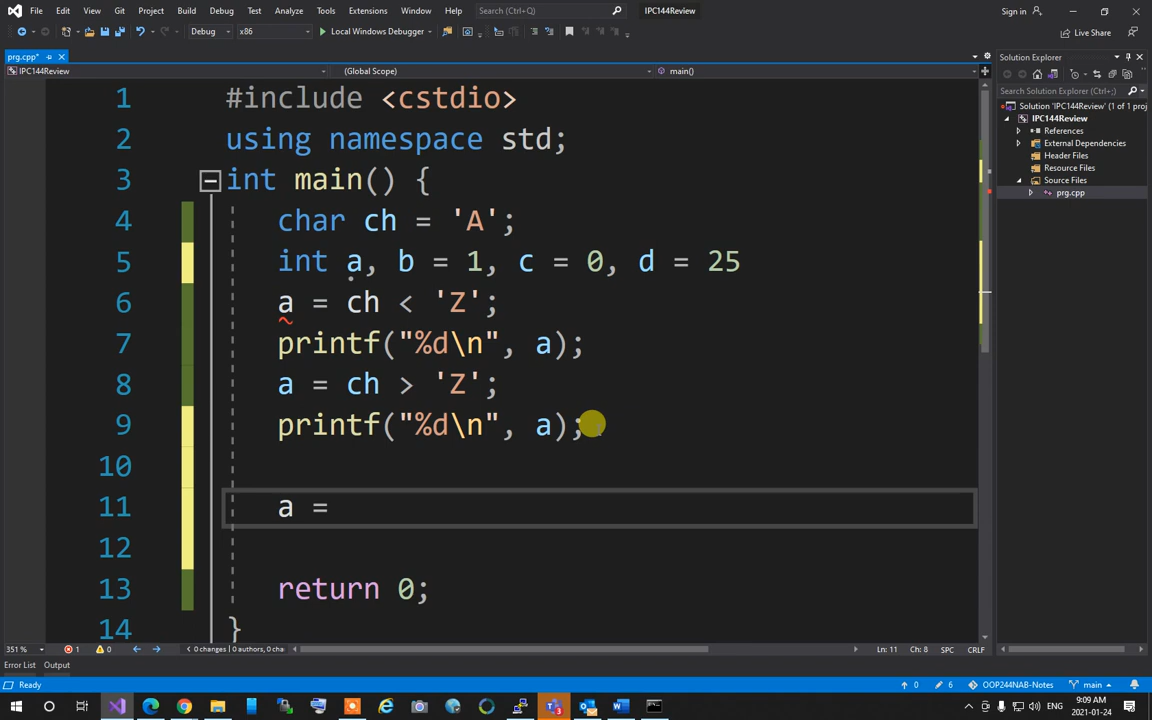 File Edit View Git Project Build Debug Test Analyze Tools Extensions Window Help Search (Ctrl+Q) IPC144Review Sign in
Debug x86 Local Windows Debugger Live Share
prg.cpp*
IPC144Review (Global Scope) main()
1 #include <cstdio>
2 using namespace std;
3 int main() {
4 char ch = 'A';
5 int a, b = 1, c = 0, d = 25
6 a = ch < 'Z';
7 printf("%d\n", a);
8 a = ch > 'Z';
9 printf("%d\n", a);
10
11 a =
12
13 return 0;
14 }
Solution Explorer
Search Solution Explorer (Ctrl+;)
Solution 'IPC144Review' (1 of 1 proj
IPC144Review
References
External Dependencies
Header Files
Resource Files
Source Files
prg.cpp
351 % 1 0 0 changes | 0 authors, 0 cha Ln: 11 Ch: 8 SPC CRLF
Error List Output
Ready 0 6 OOP244NAB-Notes main
9:09 AM
2021-01-24